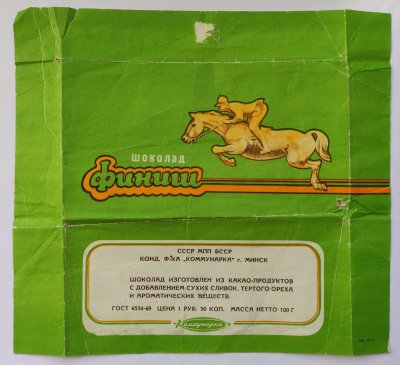 ШОКОЛАД
Финиш
СССР МПП БССР
КОНД. Ф-КА „КОММУНАРКА" г. МИНСК
ШОКОЛАД ИЗГОТОВЛЕН ИЗ КАКАО-ПРОДУКТОВ
С ДОБАВЛЕНИЕМ СУХИХ СЛИВОК, ТЕРТОГО ОРЕХА
И АРОМАТИЧЕСКИХ ВЕЩЕСТВ.
ГОСТ 6534-69 ЦЕНА 1 РУБ. 50 КОП. МАССА НЕТТО 100 Г
Коммунарка